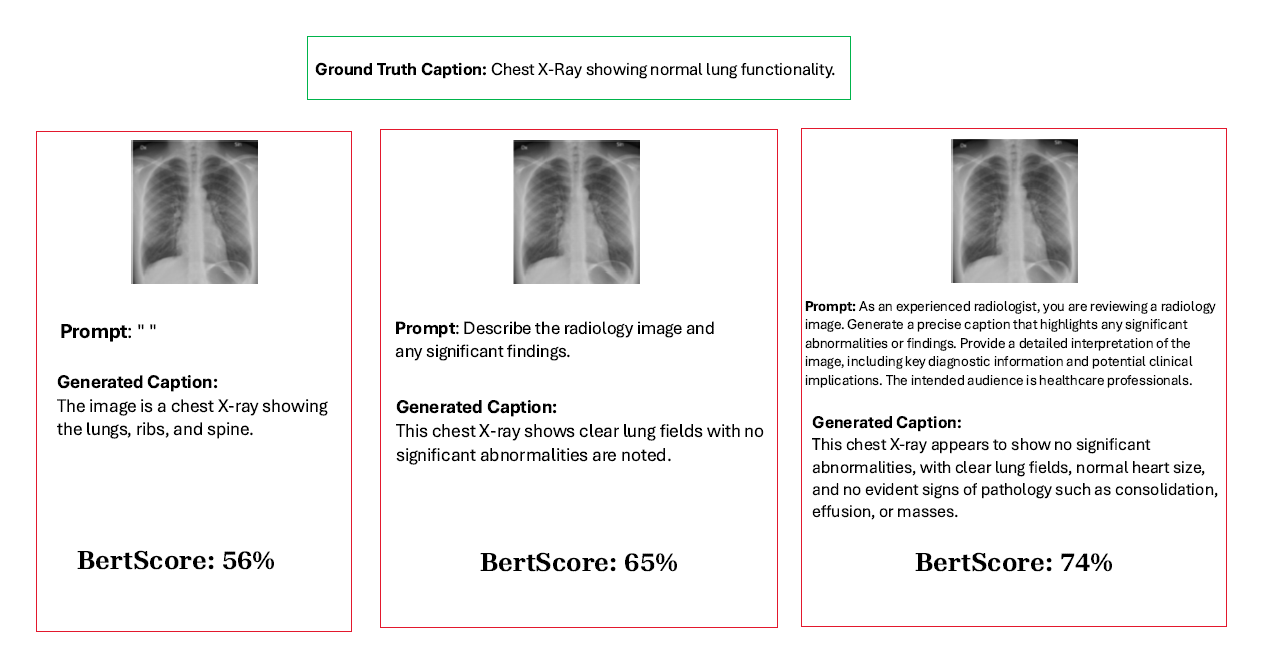 Ground Truth Caption: Chest X-Ray showing normal lung functionality.
Prompt: " "
Generated Caption:
The image is a chest X-ray showing
the lungs, ribs, and spine.
BertScore: 56%
Prompt: Describe the radiology image and
any significant findings.
Generated Caption:
This chest X-ray shows clear lung fields with no
significant abnormalities are noted.
BertScore: 65%
Prompt: As an experienced radiologist, you are reviewing a radiology
image. Generate a precise caption that highlights any significant
abnormalities or findings. Provide a detailed interpretation of the
image, including key diagnostic information and potential clinical
implications. The intended audience is healthcare professionals.
Generated Caption:
This chest X-ray appears to show no significant
abnormalities, with clear lung fields, normal heart size,
and no evident signs of pathology such as consolidation,
effusion, or masses.
BertScore: 74%